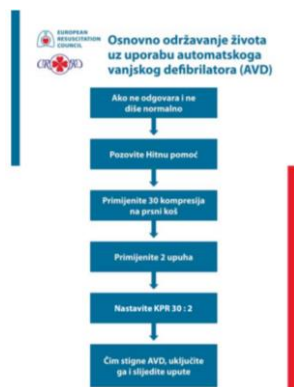 EUROPEAN
RESUSCITATION
COUNCIL
Osnovno održavanje života
uz uporabu automatskoga
vanjskog defibrilatora (AVD)
Ako ne odgovara i ne
diše normalno
Pozovite Hitnu pomoć
Primijenite 30 kompresija
na prsni koš
Primijenite 2 upuha
Nastavite KPR 30 : 2
Čim stigne AVD, uključite
ga i slijedite upute